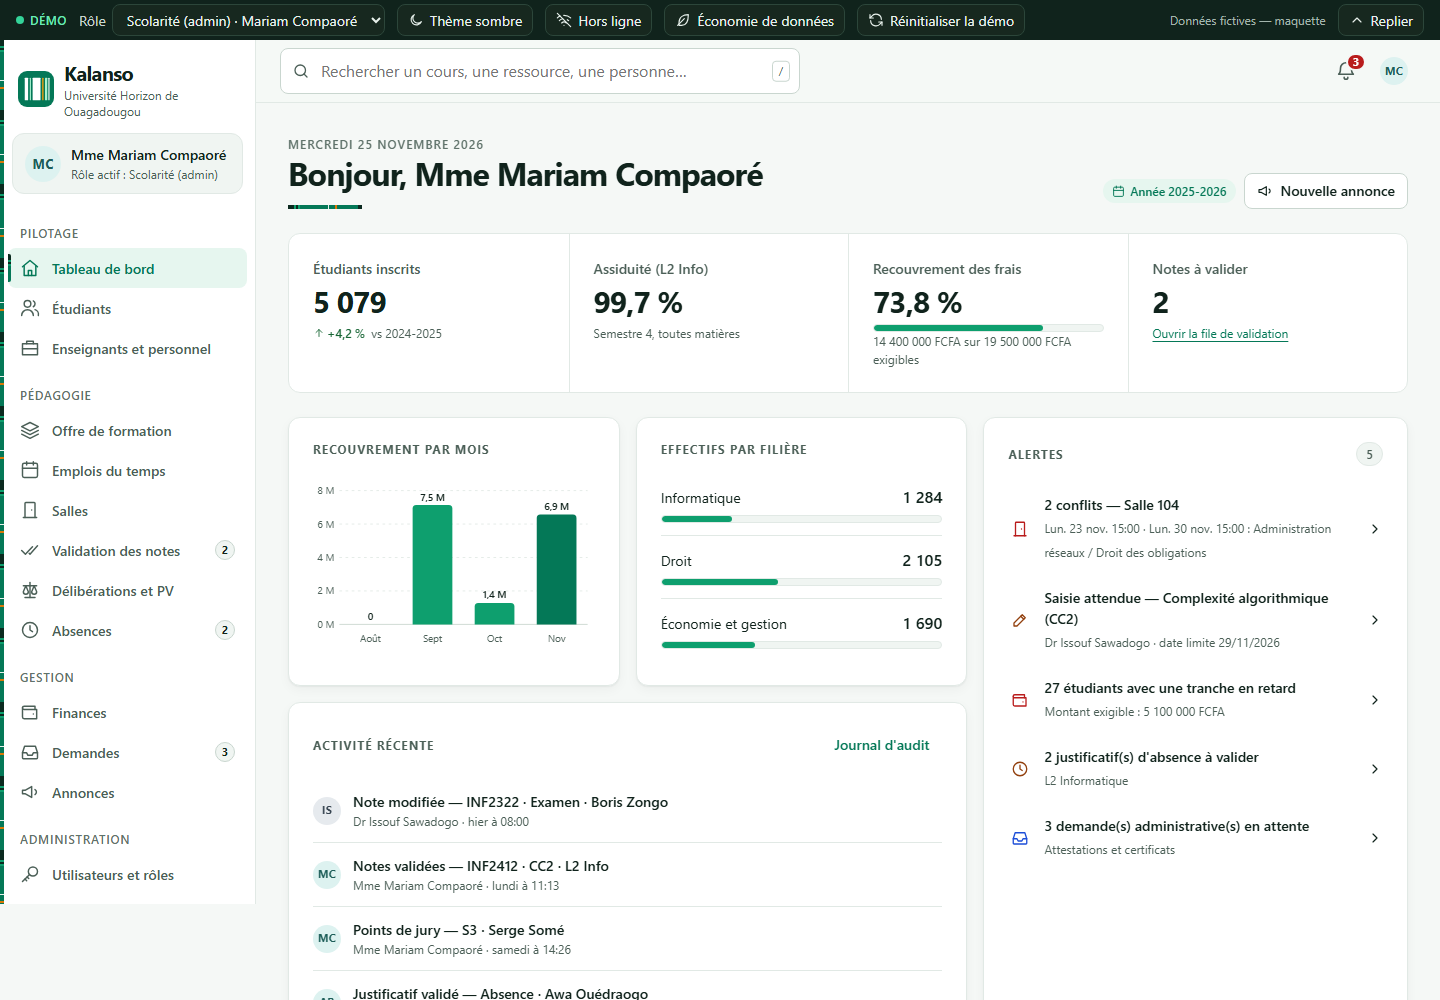 DÉMO Rôle Scolarité (admin) · Mariam Compaoré Thème sombre Hors ligne Économie de données Réinitialiser la démo Données fictives — maquette Replier
Kalanso
Université Horizon de
Ouagadougou
Rechercher un cours, une ressource, une personne... /
3
MC
MC
Mme Mariam Compaoré
Rôle actif : Scolarité (admin)
PILOTAGE
Tableau de bord
Étudiants
Enseignants et personnel
PÉDAGOGIE
Offre de formation
Emplois du temps
Salles
Validation des notes 2
Délibérations et PV
Absences 2
GESTION
Finances
Demandes 3
Annonces
ADMINISTRATION
Utilisateurs et rôles
MERCREDI 25 NOVEMBRE 2026
Bonjour, Mme Mariam Compaoré
Année 2025-2026
Nouvelle annonce
Étudiants inscrits
5 079
+4,2 % vs 2024-2025
Assiduité (L2 Info)
99,7 %
Semestre 4, toutes matières
Recouvrement des frais
73,8 %
14 400 000 FCFA sur 19 500 000 FCFA
exigibles
Notes à valider
2
Ouvrir la file de validation
RECOUVREMENT PAR MOIS
8 M
6 M
4 M
2 M
0 M
0
7,5 M
1,4 M
6,9 M
Août
Sept
Oct
Nov
EFFECTIFS PAR FILIÈRE
Informatique 1 284
Droit 2 105
Économie et gestion 1 690
ALERTES 5
2 conflits — Salle 104
Lun. 23 nov. 15:00 · Lun. 30 nov. 15:00 : Administration
réseaux / Droit des obligations
Saisie attendue — Complexité algorithmique
(CC2)
Dr Issouf Sawadogo · date limite 29/11/2026
27 étudiants avec une tranche en retard
Montant exigible : 5 100 000 FCFA
2 justificatif(s) d'absence à valider
L2 Informatique
3 demande(s) administrative(s) en attente
Attestations et certificats
ACTIVITÉ RÉCENTE
Journal d'audit
IS
Note modifiée — INF2322 · Examen · Boris Zongo
Dr Issouf Sawadogo · hier à 08:00
MC
Notes validées — INF2412 · CC2 · L2 Info
Mme Mariam Compaoré · lundi à 11:13
MC
Points de jury — S3 · Serge Somé
Mme Mariam Compaoré · samedi à 14:26
Justificatif validé — Absence · Awa Ouédraogo